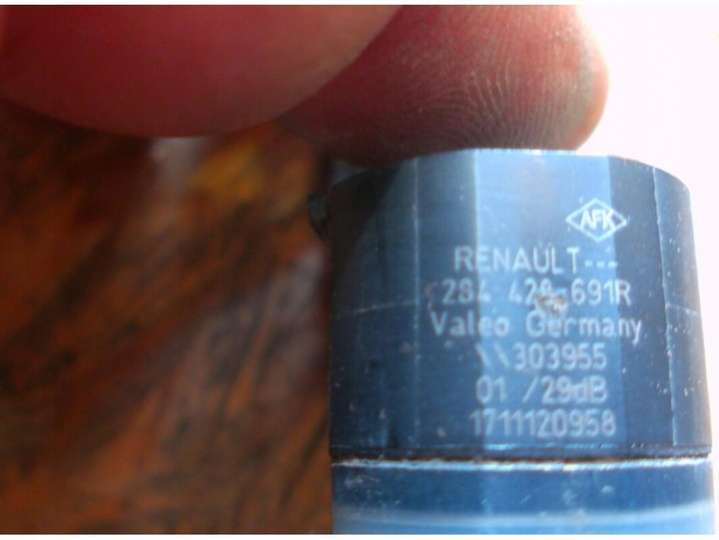 AFK
RENAULT---
284 428-691R
Valeo Germany
\\303955
01 /29dB
1711120958